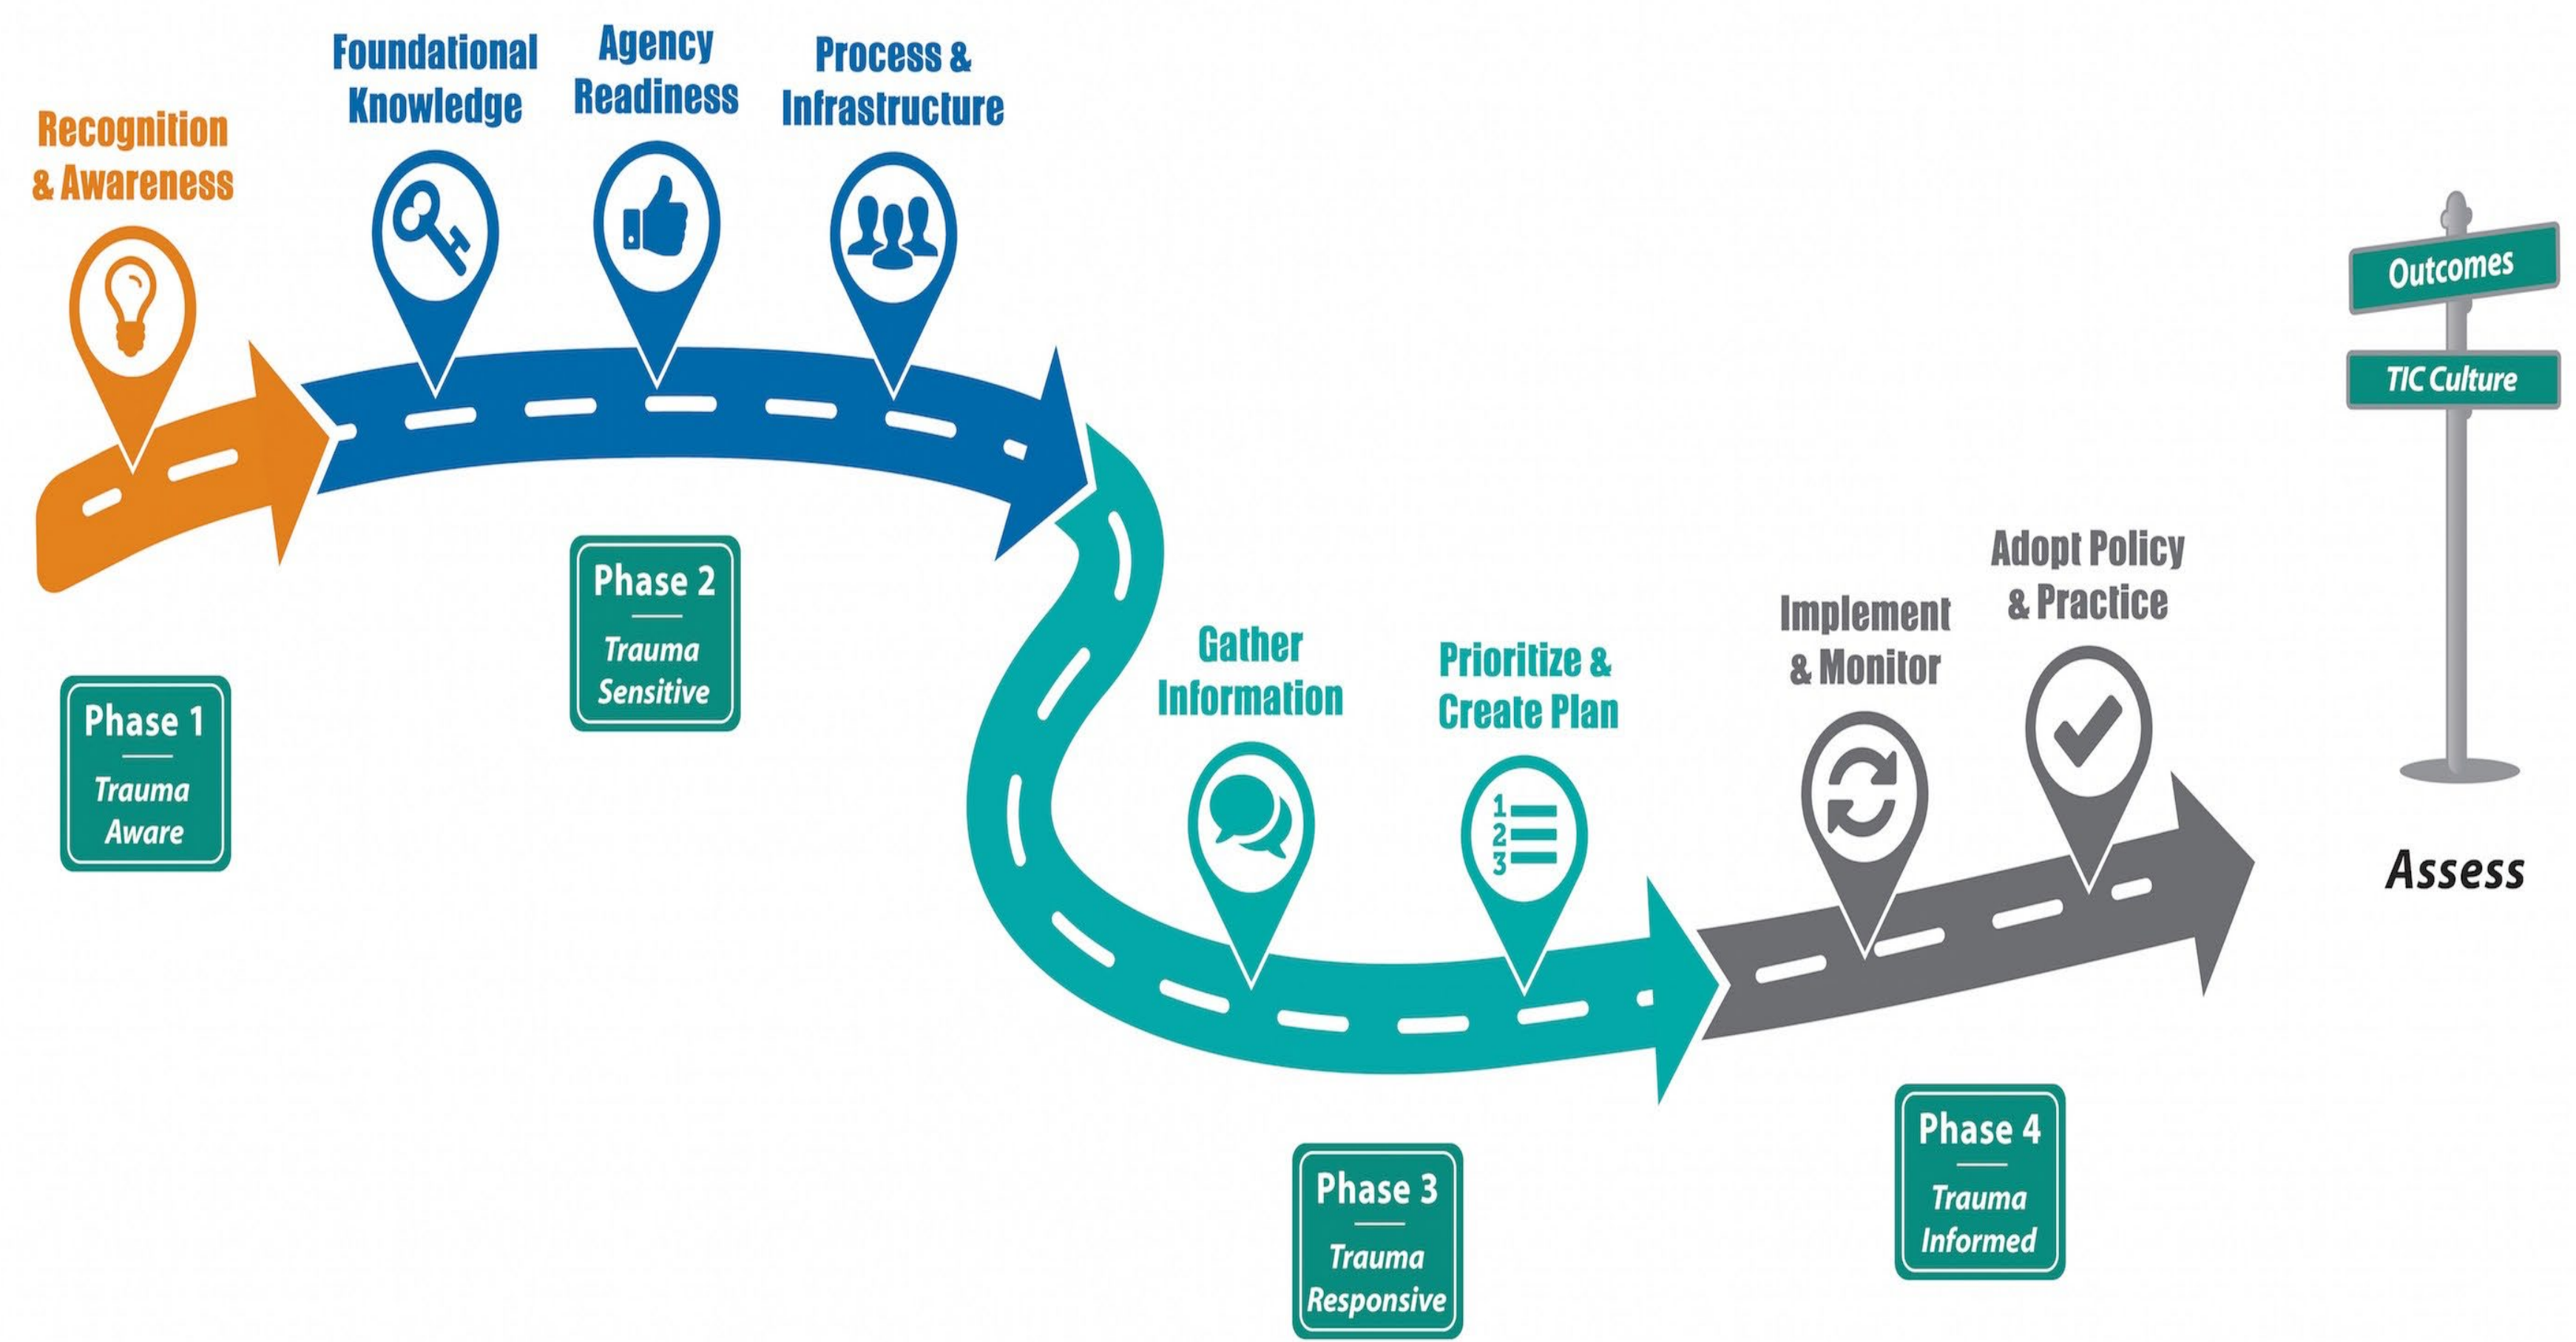 Recognition
& Awareness
Foundational
Knowledge
Agency
Readiness
Process &
Infrastructure
Phase 1
Trauma
Aware
Phase 2
Trauma
Sensitive
Gather
Information
Prioritize &
Create Plan
1
2
3
Phase 3
Trauma
Responsive
Implement
& Monitor
Adopt Policy
& Practice
Phase 4
Trauma
Informed
Outcomes
TIC Culture
Assess